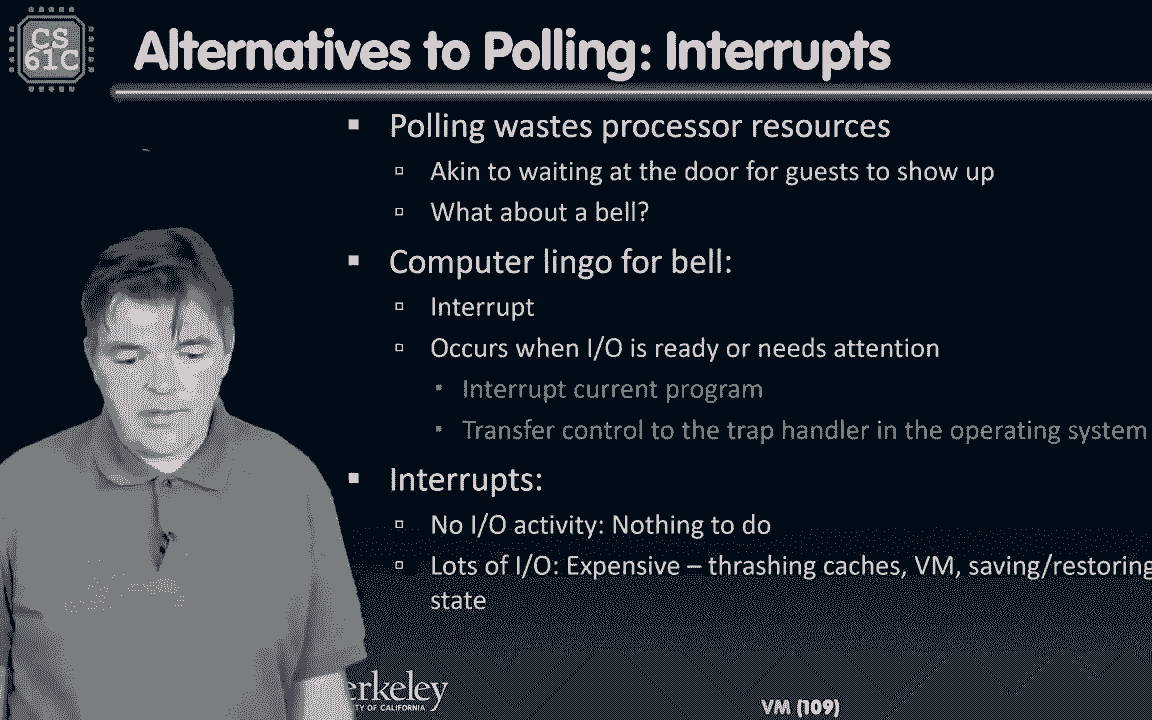 CS
61C
Alternatives to Polling: Interrupts
Polling wastes processor resources
Akin to waiting at the door for guests to show up
What about a bell?
Computer lingo for bell:
Interrupt
Occurs when I/O is ready or needs attention
Interrupt current program
Transfer control to the trap handler in the operating system
Interrupts:
No I/O activity: Nothing to do
Lots of I/O: Expensive – thrashing caches, VM, saving/restoring
state
erkeley
TY OF CALIFORNIA
VM (109)